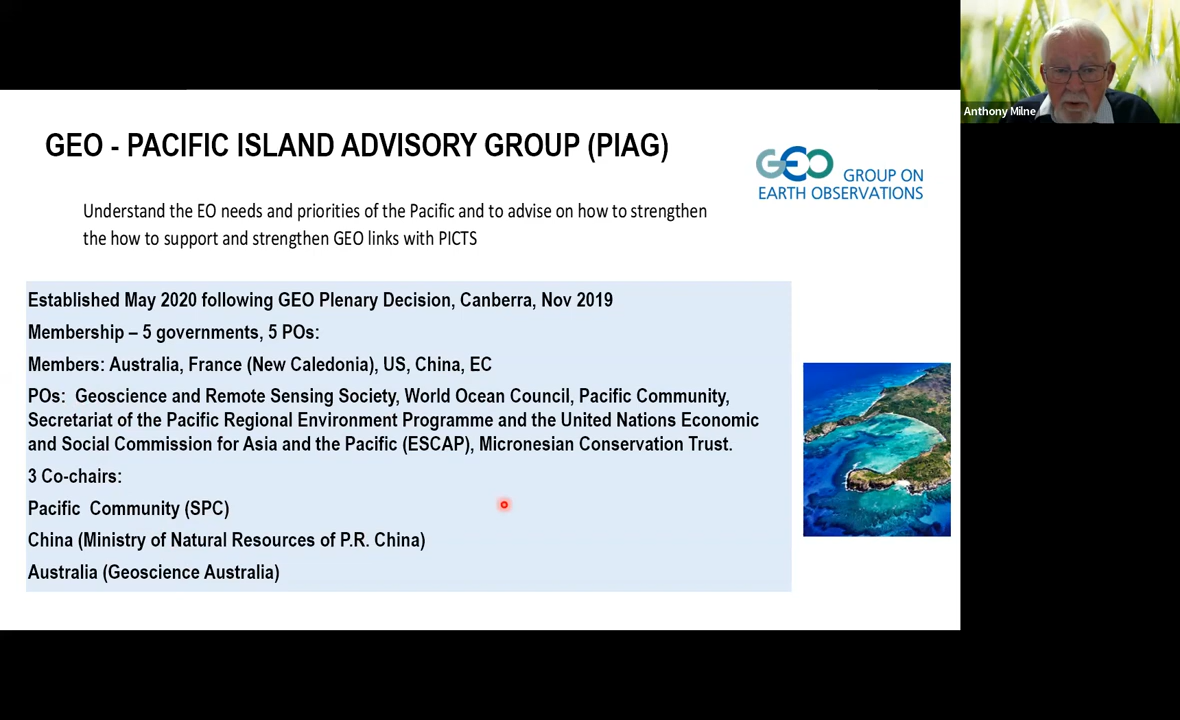 Anthony Milne
GEO - PACIFIC ISLAND ADVISORY GROUP (PIAG)
GEO GROUP ON
EARTH OBSERVATIONS
Understand the EO needs and priorities of the Pacific and to advise on how to strengthen
the how to support and strengthen GEO links with PICTS
Established May 2020 following GEO Plenary Decision, Canberra, Nov 2019
Membership – 5 governments, 5 POs:
Members: Australia, France (New Caledonia), US, China, EC
POs:  Geoscience and Remote Sensing Society, World Ocean Council, Pacific Community,
Secretariat of the Pacific Regional Environment Programme and the United Nations Economic
and Social Commission for Asia and the Pacific (ESCAP), Micronesian Conservation Trust.
3 Co-chairs:
Pacific  Community (SPC)
China (Ministry of Natural Resources of P.R. China)
Australia (Geoscience Australia)